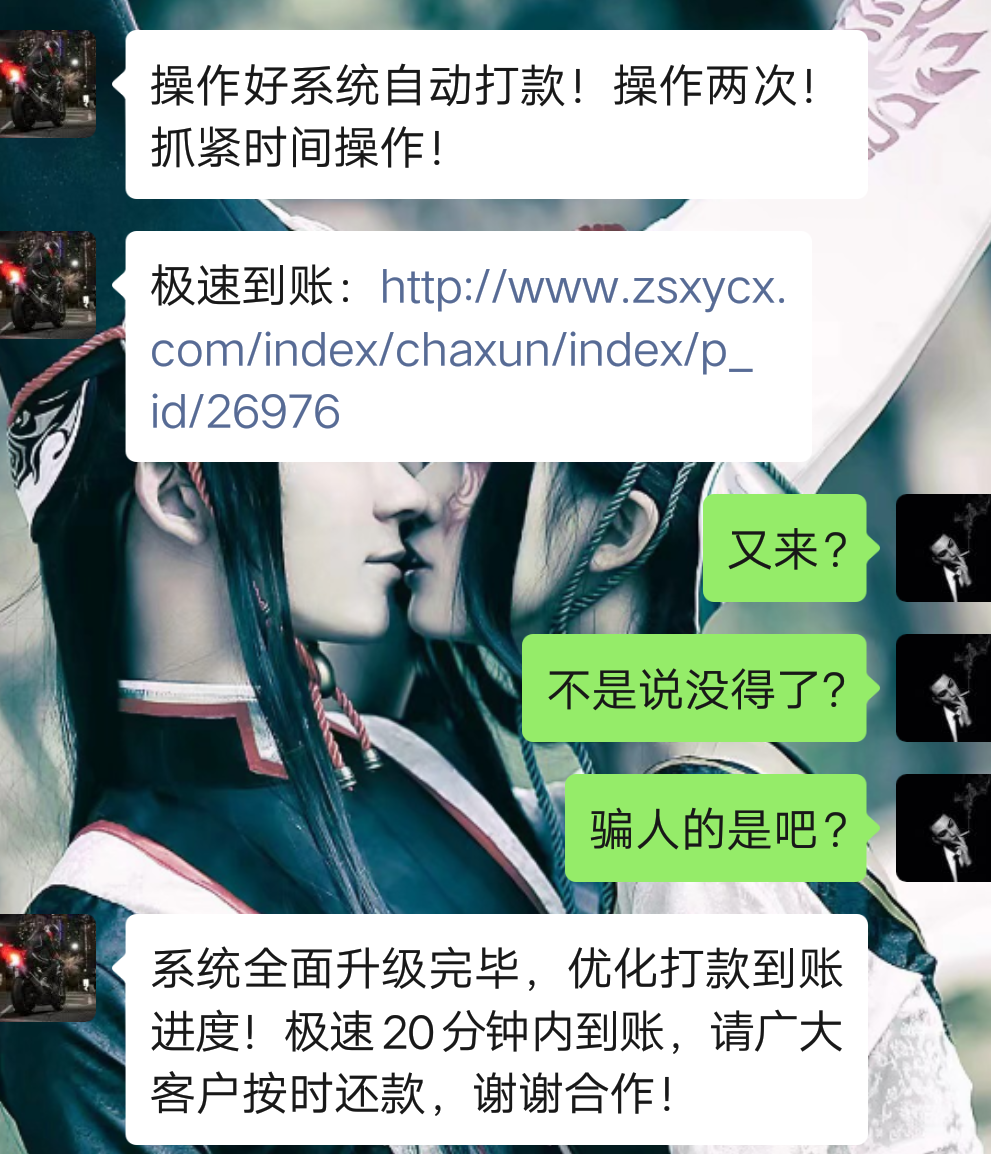 操作好系统自动打款！操作两次！
抓紧时间操作！
极速到账：http://www.zsxycx.
com/index/chaxun/index/p_
id/26976
又来？
不是说没得了？
骗人的是吧？
系统全面升级完毕，优化打款到账
进度！极速20分钟内到账，请广大
客户按时还款，谢谢合作！